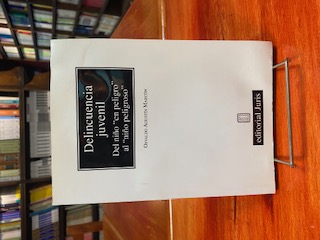 Delincuencia
juvenil
Del niño "en peligro"
al "niño peligroso"
OSVALDO AGUSTÍN MARCÓN
editorial Juris